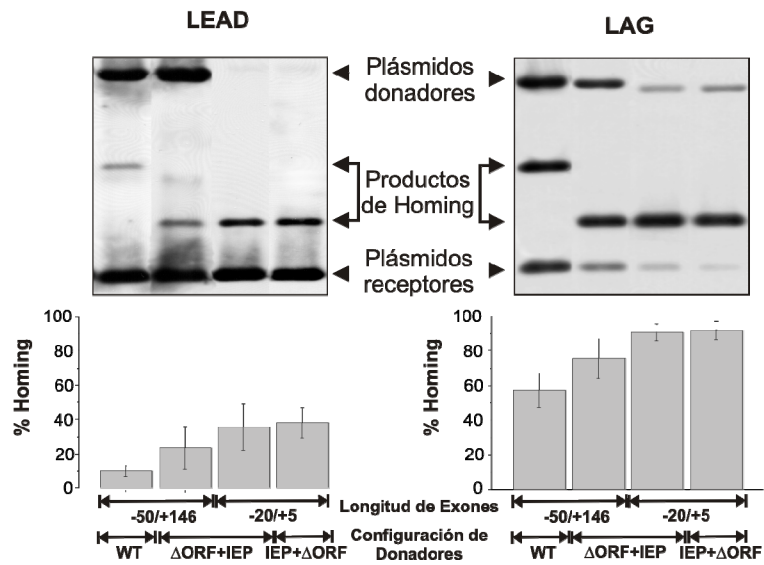 LEAD
LAG
Plásmidos
donadores
Productos
de Homing
Plásmidos
receptores
% Homing
100
80
60
40
20
0
% Homing
100
80
60
40
20
0
Longitud de Exones
-50/+146
-20/+5
-50/+146
-20/+5
Configuración de
Donadores
WT
ΔORF+IEP
IEP+ΔORF
WT
ΔORF+IEP
IEP+ΔORF